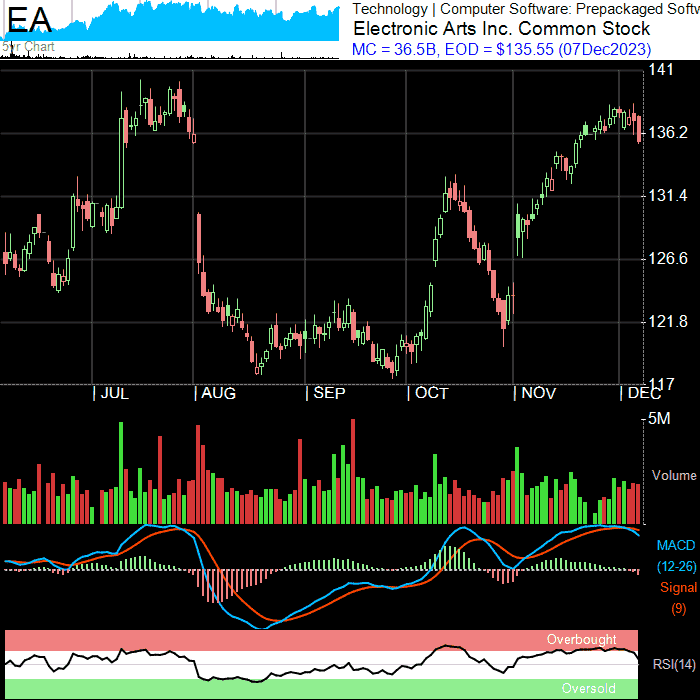 EA
5yr Chart
Technology | Computer Software: Prepackaged Softw
Electronic Arts Inc. Common Stock
MC = 36.5B, EOD = $135.55 (07Dec2023)
141
136.2
131.4
126.6
121.8
117
| JUL | AUG | SEP | OCT | NOV | DEC
5M
Volume
MACD
(12-26)
Signal
(9)
Overbought
RSI(14)
Oversold